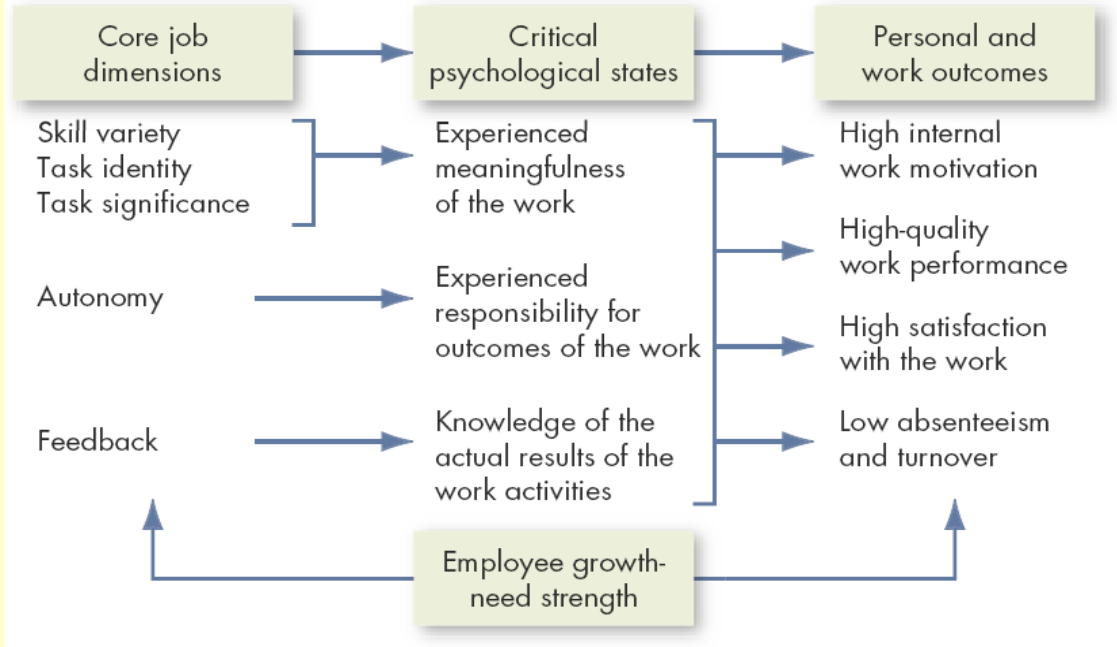 Core job
dimensions
Critical
psychological states
Personal and
work outcomes
Skill variety
Task identity
Task significance
Experienced
meaningfulness
of the work
High internal
work motivation
High-quality
work performance
Autonomy
Experienced
responsibility for
outcomes of the work
High satisfaction
with the work
Feedback
Knowledge of the
actual results of the
work activities
Low absenteeism
and turnover
Employee growth-
need strength